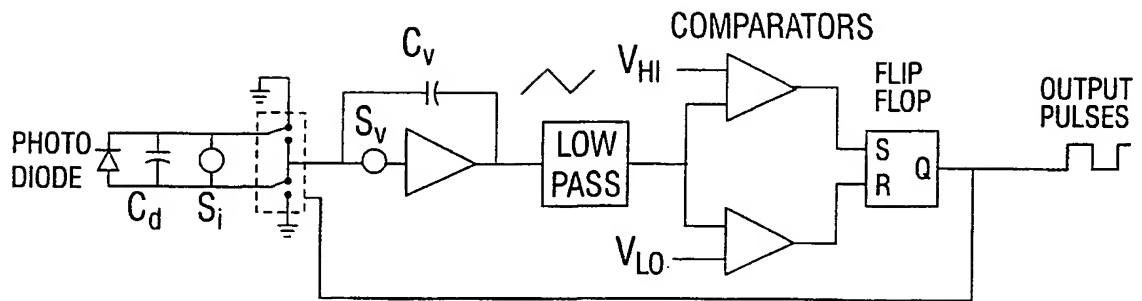 COMPARATORS
C_v
V_HI
FLIP
FLOP
OUTPUT
PULSES
PHOTO
DIODE
S_v
LOW
PASS
S
R
Q
C_d
S_i
V_LO